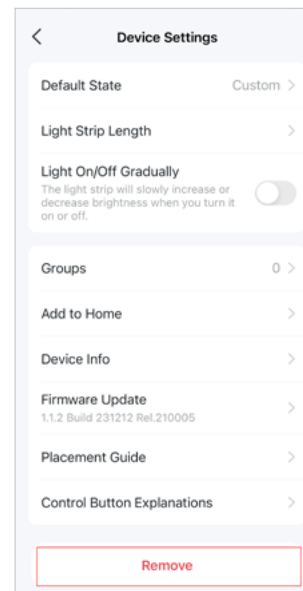 Device Settings
Default State Custom
Light Strip Length
Light On/Off Gradually
The light strip will slowly increase or
decrease brightness when you turn it
on or off.
Groups 0
Add to Home
Device Info
Firmware Update
1.1.2 Build 231212 Rel.210005
Placement Guide
Control Button Explanations
Remove